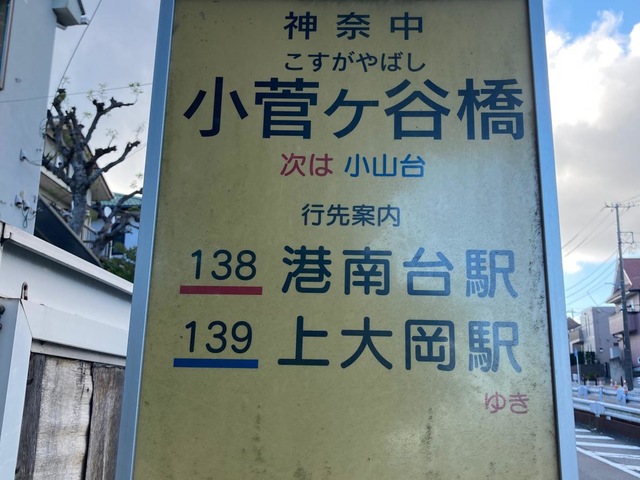 神奈中
こすがやばし
小菅ヶ谷橋
次は 小山台
行先案内
138 港南台駅
139 上大岡駅
ゆき